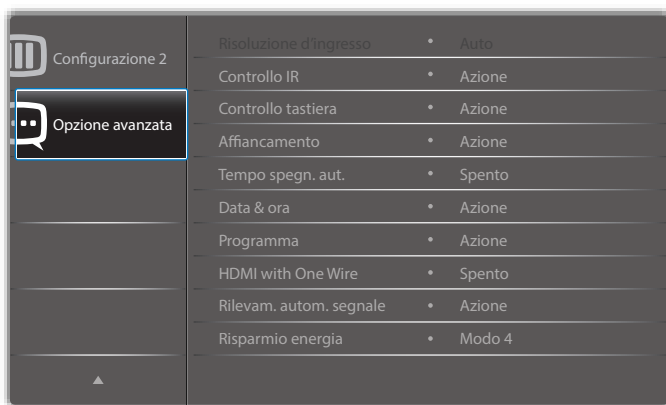 Configurazione 2
Opzione avanzata
Risoluzione d'ingresso • Auto
Controllo IR • Azione
Controllo tastiera • Azione
Affiancamento • Azione
Tempo spegn. aut. • Spento
Data & ora • Azione
Programma • Azione
HDMI with One Wire • Spento
Rilevam. autom. segnale • Azione
Risparmio energia • Modo 4